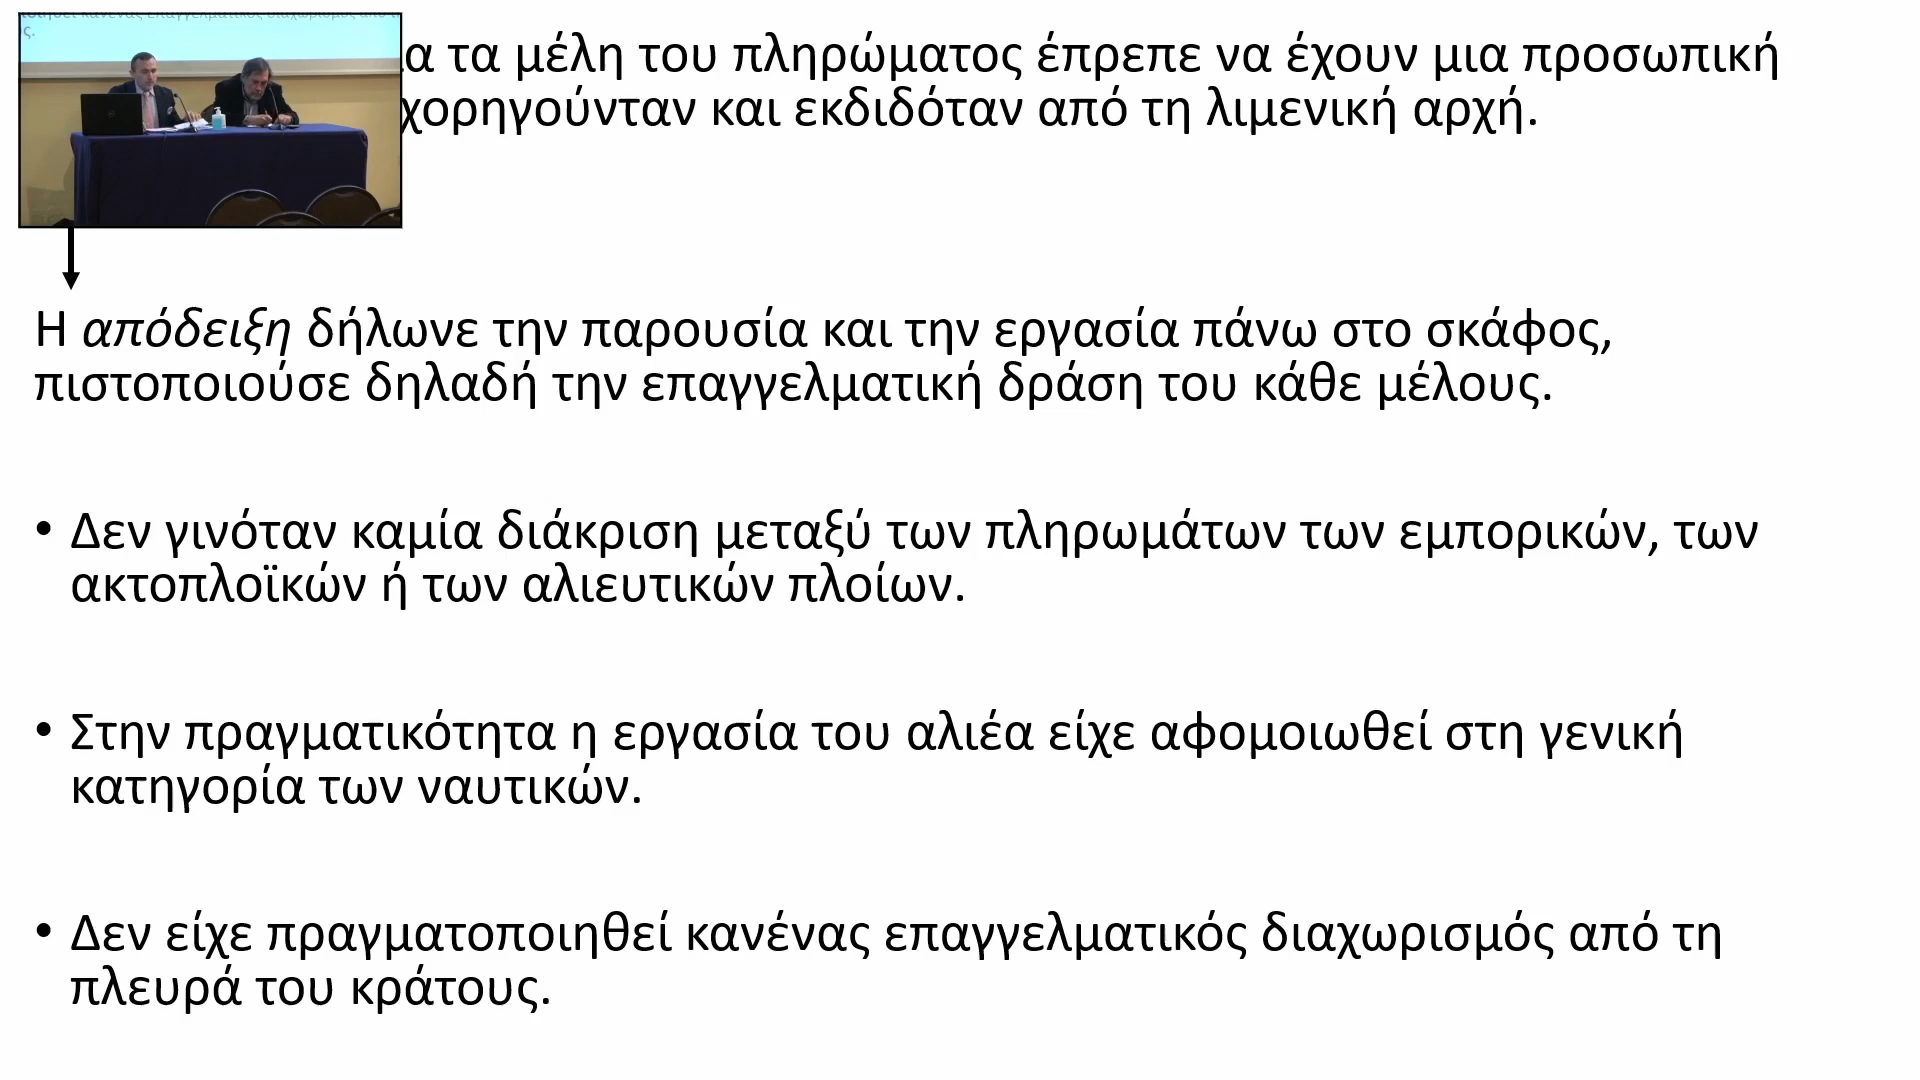 τα μέλη του πληρώματος έπρεπε να έχουν μια προσωπική
χορηγούνταν και εκδιδόταν από τη λιμενική αρχή.
Η απόδειξη δήλωνε την παρουσία και την εργασία πάνω στο σκάφος,
πιστοποιούσε δηλαδή την επαγγελματική δράση του κάθε μέλους.
• Δεν γινόταν καμία διάκριση μεταξύ των πληρωμάτων των εμπορικών, των
ακτοπλοϊκών ή των αλιευτικών πλοίων.
• Στην πραγματικότητα η εργασία του αλιέα είχε αφομοιωθεί στη γενική
κατηγορία των ναυτικών.
• Δεν είχε πραγματοποιηθεί κανένας επαγγελματικός διαχωρισμός από τη
πλευρά του κράτους.